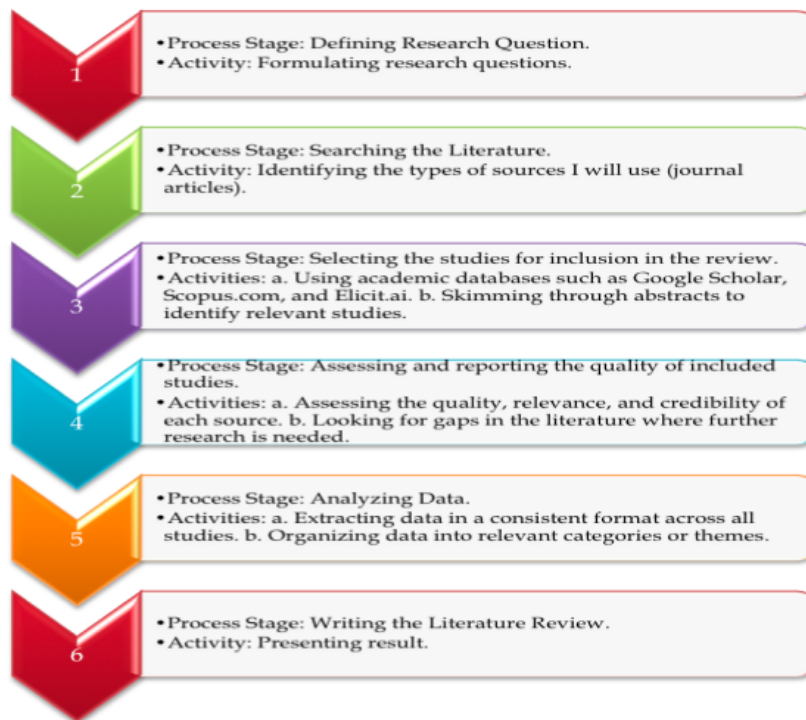 1
•Process Stage: Defining Research Question.
•Activity: Formulating research questions.
2
•Process Stage: Searching the Literature.
•Activity: Identifying the types of sources I will use (journal
articles).
3
•Process Stage: Selecting the studies for inclusion in the review.
•Activities: a. Using academic databases such as Google Scholar,
Scopus.com, and Elicit.ai. b. Skimming through abstracts to
identify relevant studies.
4
•Process Stage: Assessing and reporting the quality of included
studies.
•Activities: a. Assessing the quality, relevance, and credibility of
each source. b. Looking for gaps in the literature where further
research is needed.
5
•Process Stage: Analyzing Data.
•Activities: a. Extracting data in a consistent format across all
studies. b. Organizing data into relevant categories or themes.
6
•Process Stage: Writing the Literature Review.
•Activity: Presenting result.